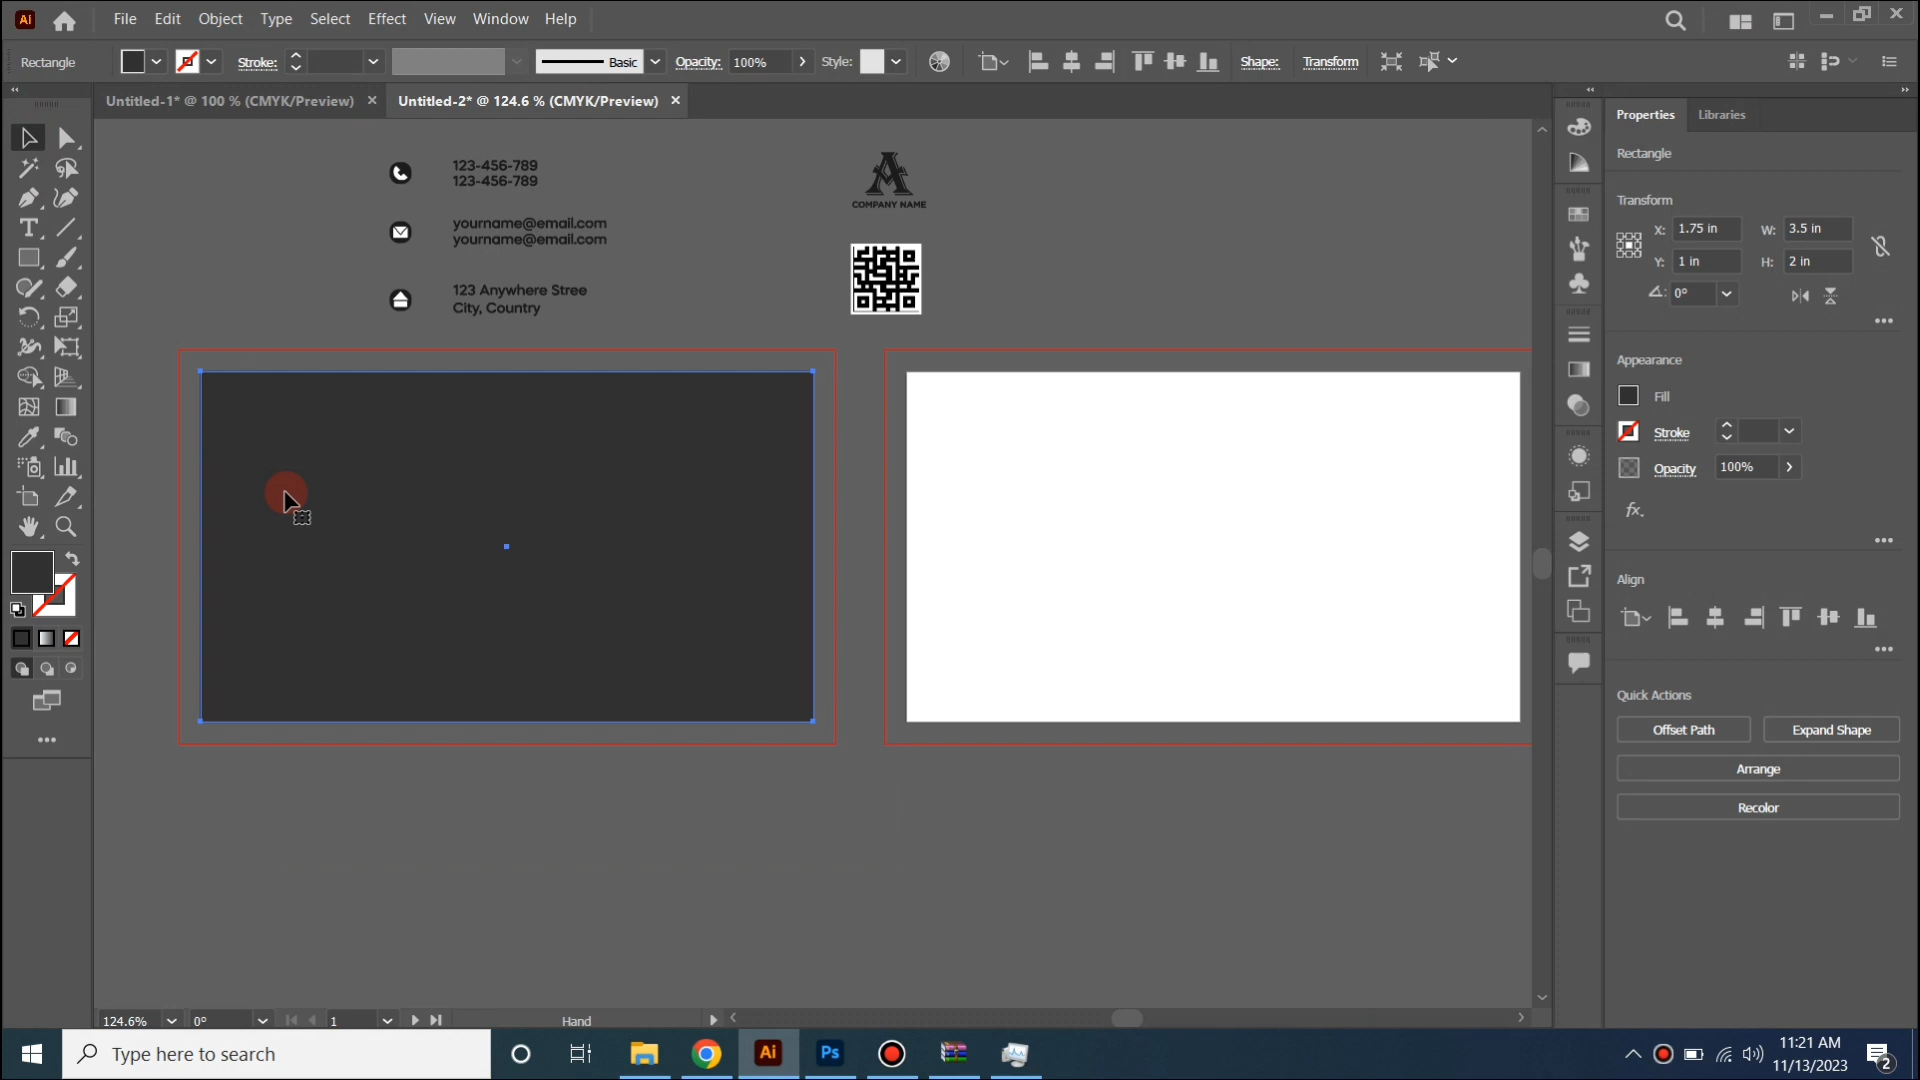 Ai
File Edit Object Type Select Effect View Window Help
Rectangle Stroke: Basic Opacity: 100% Style: Shape: Transform
Untitled-1* @ 100 % (CMYK/Preview) Untitled-2* @ 124.6 % (CMYK/Preview)
Properties Libraries
Rectangle
Transform
X: 1.75 in W: 3.5 in
Y: 1 in H: 2 in
0°
Appearance
Fill
Stroke
Opacity 100%
fx.
Align
Quick Actions
Offset Path Expand Shape
Arrange
Recolor
123-456-789
123-456-789
yourname@email.com
yourname@email.com
123 Anywhere Stree
City, Country
A
COMPANY NAME
124.6% 0° 1 Hand
Type here to search
Ai Ps
11:21 AM
11/13/2023
2